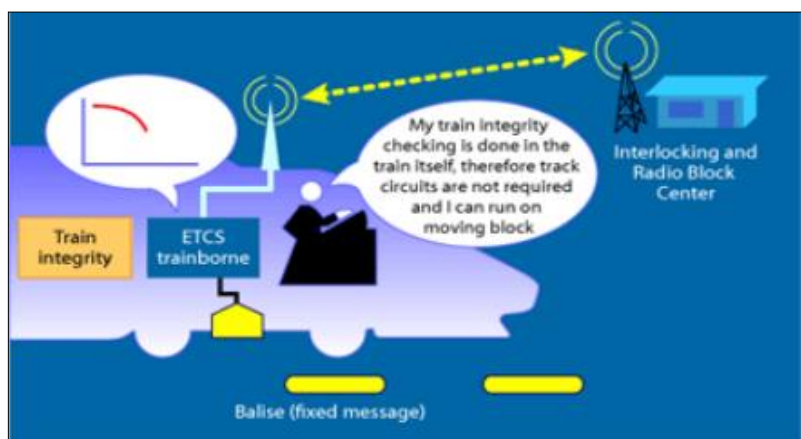 My train integrity
checking is done in
the train itself, therefore track
circuits are not required
and I can run on
moving block
Interlocking and
Radio Block
Center
Train
integrity
ETCS
trainborne
Balise (fixed message)